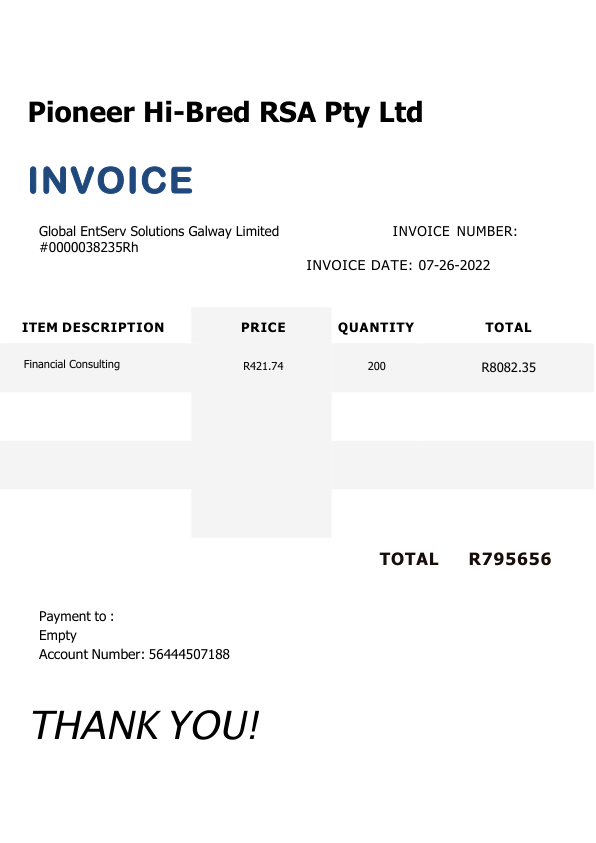 Pioneer Hi-Bred RSA Pty Ltd
INVOICE
Global EntServ Solutions Galway Limited
#0000038235Rh
INVOICE NUMBER:
INVOICE DATE: 07-26-2022
ITEM DESCRIPTION PRICE QUANTITY TOTAL
Financial Consulting R421.74 200 R8082.35
TOTAL R795656
Payment to :
Empty
Account Number: 56444507188
THANK YOU!